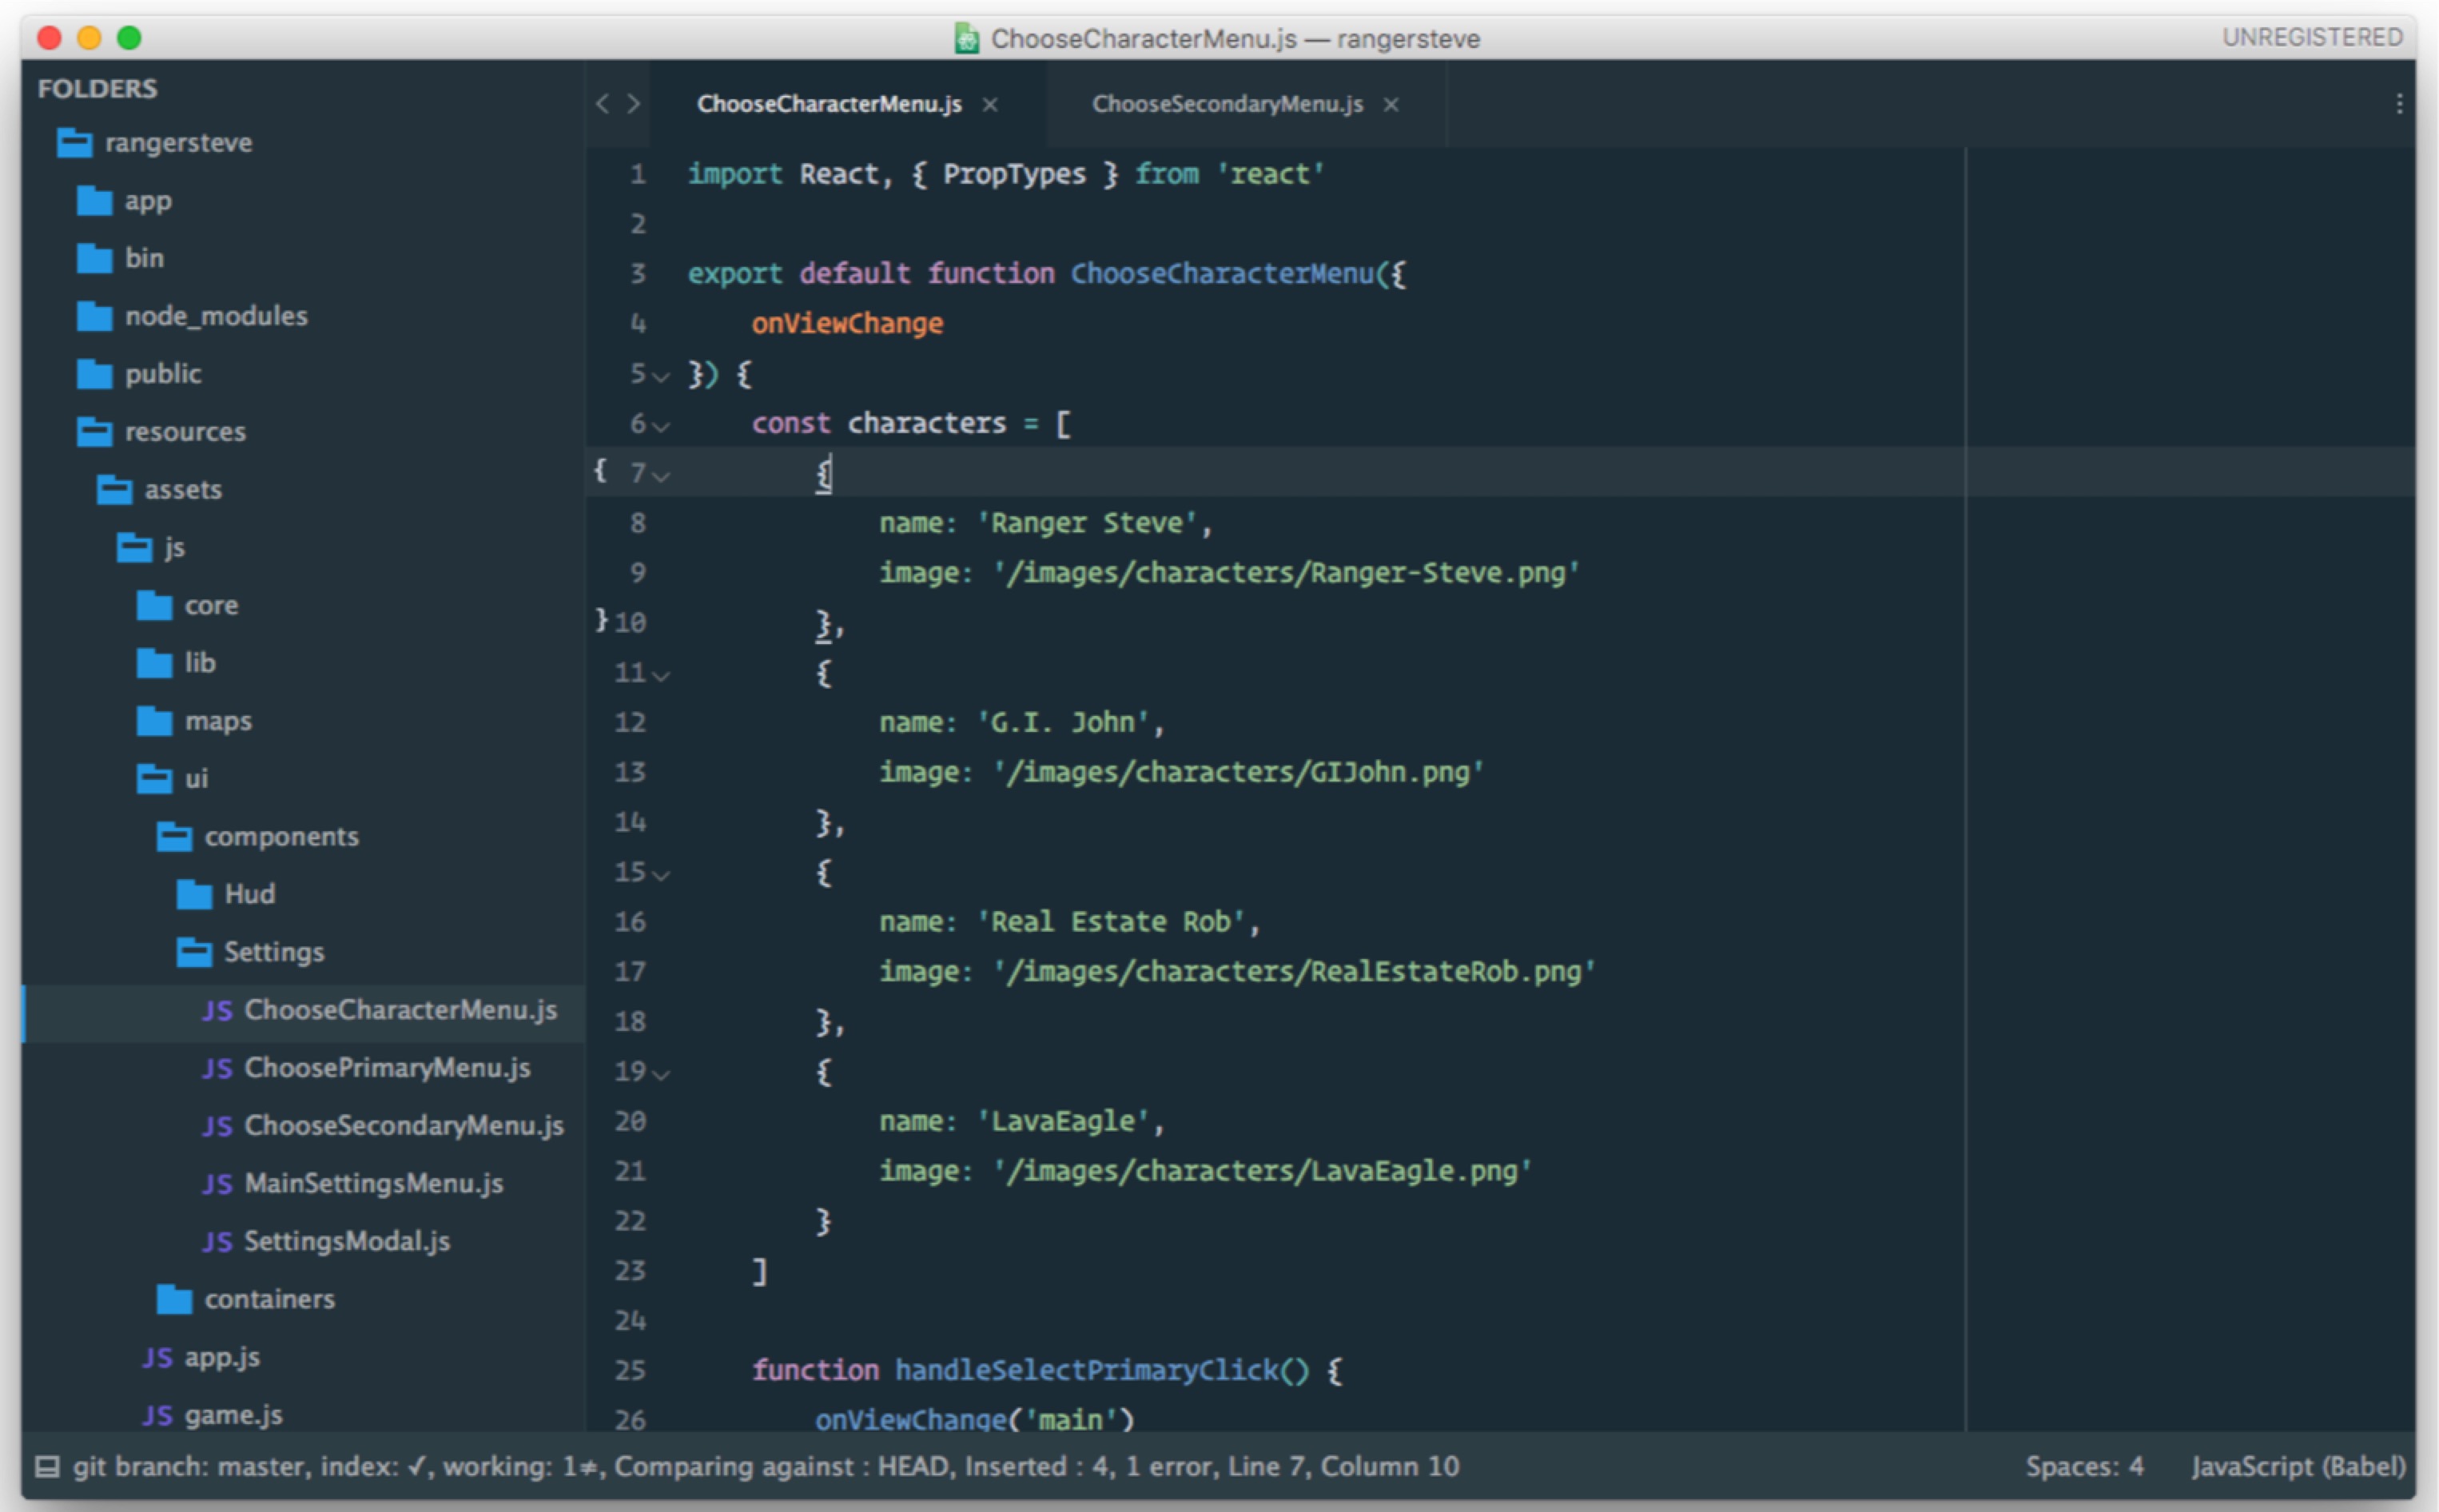 ChooseCharacterMenu.js — rangersteve
UNREGISTERED
FOLDERS
rangersteve
app
bin
node_modules
public
resources
assets
js
core
lib
maps
ui
components
Hud
Settings
JS ChooseCharacterMenu.js
JS ChoosePrimaryMenu.js
JS ChooseSecondaryMenu.js
JS MainSettingsMenu.js
JS SettingsModal.js
containers
JS app.js
JS game.js
ChooseCharacterMenu.js × ChooseSecondaryMenu.js ×
1 import React, { PropTypes } from 'react'
2
3 export default function ChooseCharacterMenu({
4     onViewChange
5 }) {
6     const characters = [
{ 7         {
8             name: 'Ranger Steve',
9             image: '/images/characters/Ranger-Steve.png'
} 10         },
11         {
12             name: 'G.I. John',
13             image: '/images/characters/GIJohn.png'
14         },
15         {
16             name: 'Real Estate Rob',
17             image: '/images/characters/RealEstateRob.png'
18         },
19         {
20             name: 'LavaEagle',
21             image: '/images/characters/LavaEagle.png'
22         }
23     ]
24
25     function handleSelectPrimaryClick() {
26         onViewChange('main')
git branch: master, index: ✓, working: 1≠, Comparing against : HEAD, Inserted : 4, 1 error, Line 7, Column 10
Spaces: 4 JavaScript (Babel)